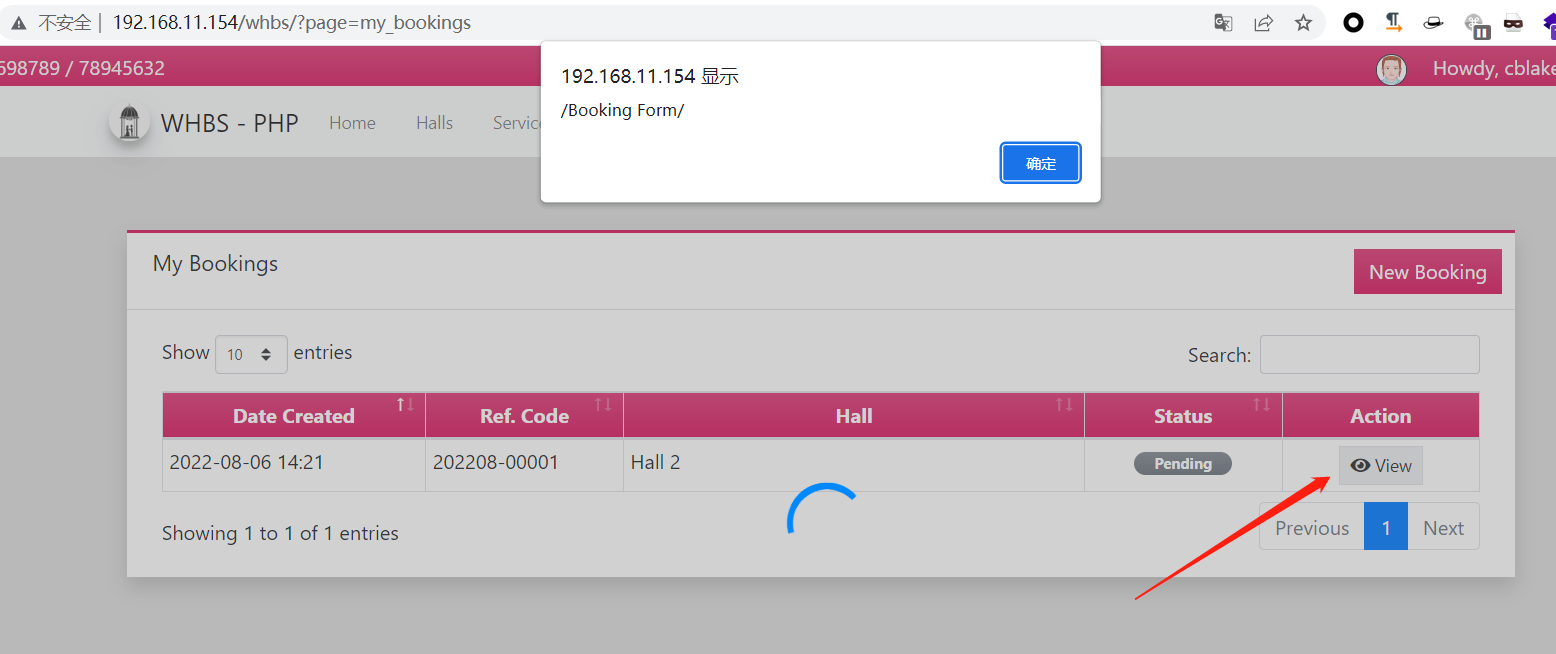 不安全 192.168.11.154/whbs/?page=my_bookings
698789 / 78945632
Howdy, cblake
192.168.11.154 显示
/Booking Form/
确定
WHBS - PHP Home Halls Servic
My Bookings
New Booking
Show 10 entries
Search:
Date Created Ref. Code Hall Status Action
2022-08-06 14:21 202208-00001 Hall 2 Pending View
Showing 1 to 1 of 1 entries
Previous 1 Next